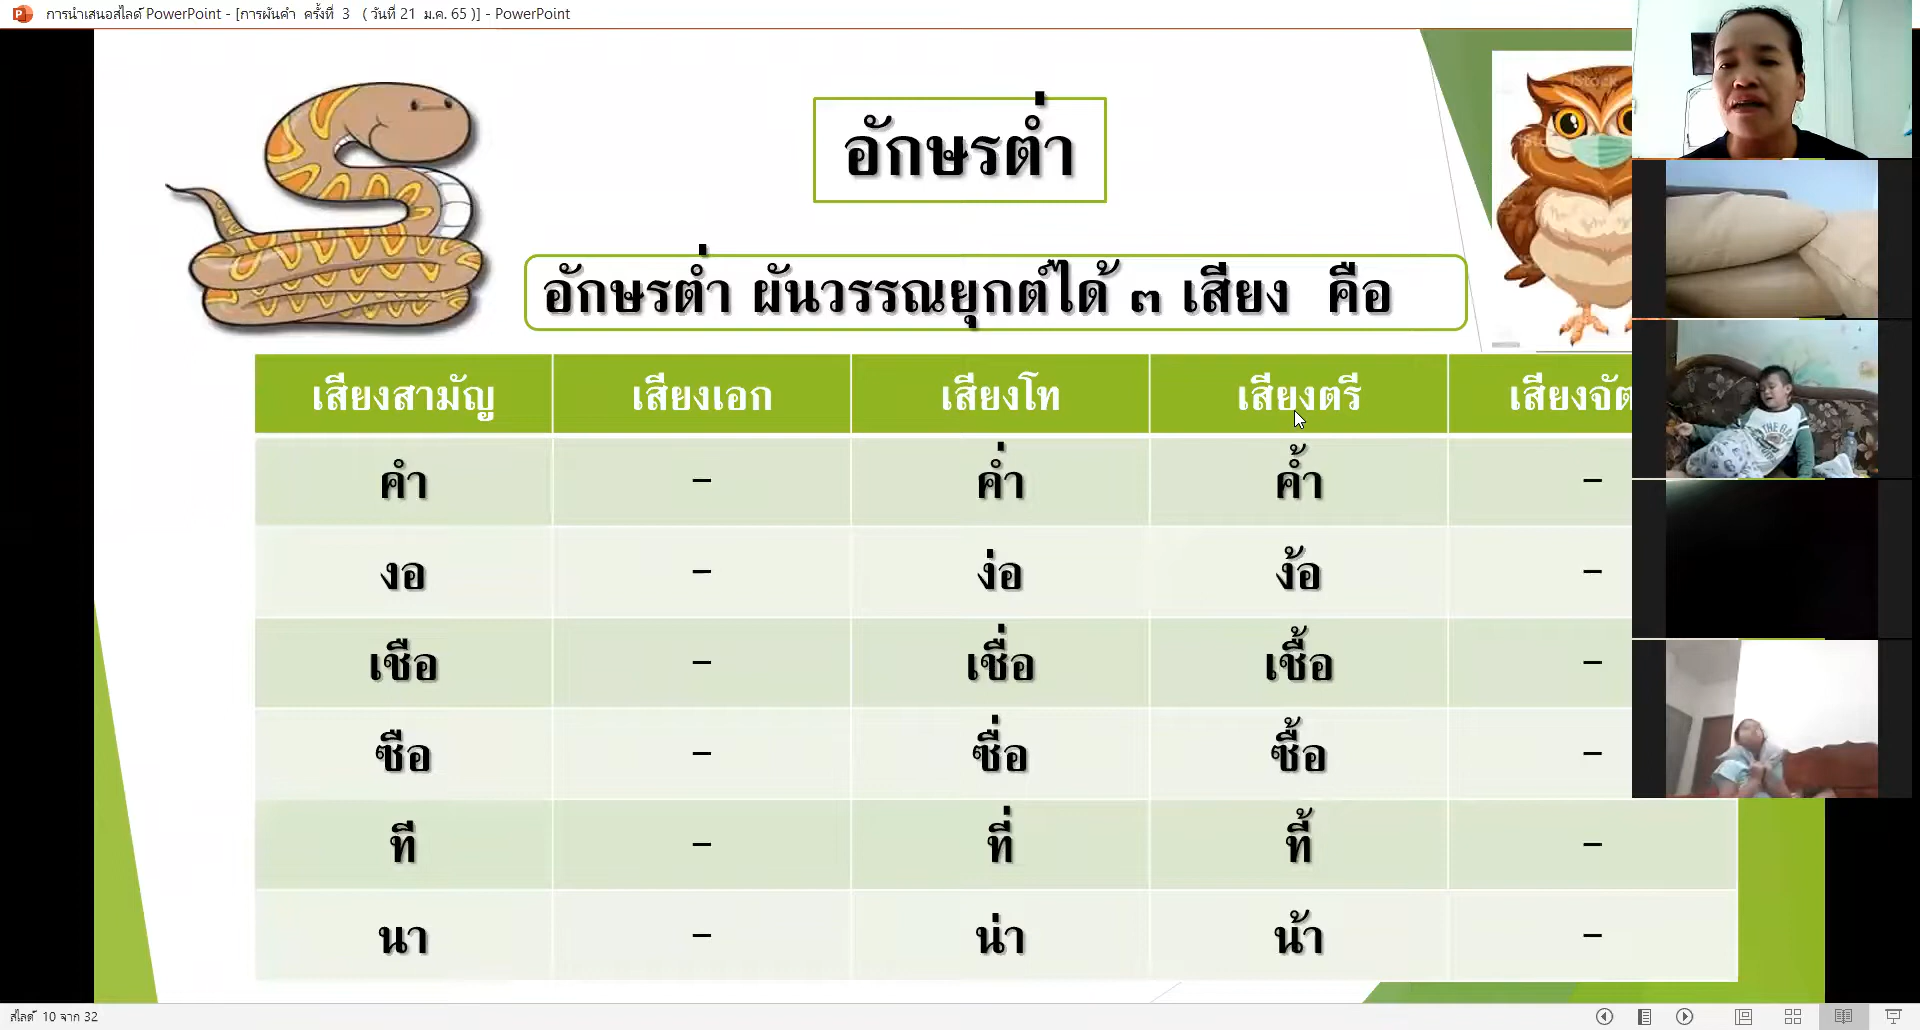 การนำเสนอสไลด์ PowerPoint - [การผันคำ ครั้งที่ 3 ( วันที่ 21 ม.ค. 65 )] - PowerPoint
อักษรต่ำ
iStock
อักษรต่ำ ผันวรรณยุกต์ได้ ๓ เสียง คือ
เสียงสามัญ เสียงเอก เสียงโท เสียงตรี เสียงจัต
คำ - ค่ำ ค้ำ -
งอ - ง่อ ง้อ -
เชือ - เชื่อ เชื้อ -
ซือ - ซื่อ ซื้อ -
ที - ที่ ที้ -
นา - น่า น้า -
สไลด์ 10 จาก 32